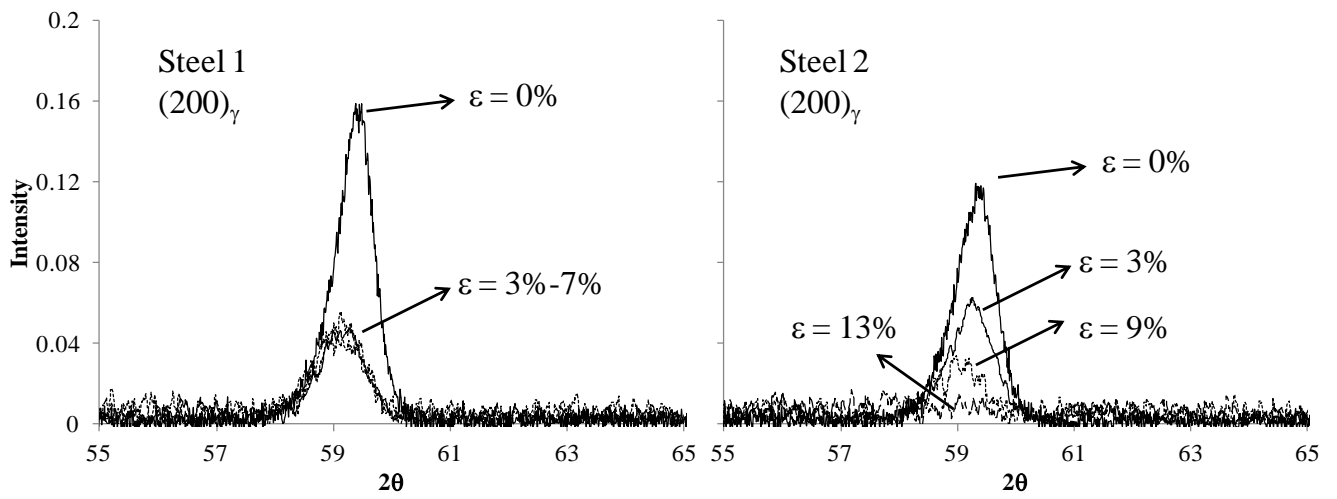 0.2
0.16
0.12
0.08
0.04
0
Intensity
Steel 1
(200)γ
ε = 0%
ε = 3%-7%
55 57 59 61 63 65
2θ
Steel 2
(200)γ
ε = 0%
ε = 3%
ε = 13%
ε = 9%
55 57 59 61 63 65
2θ